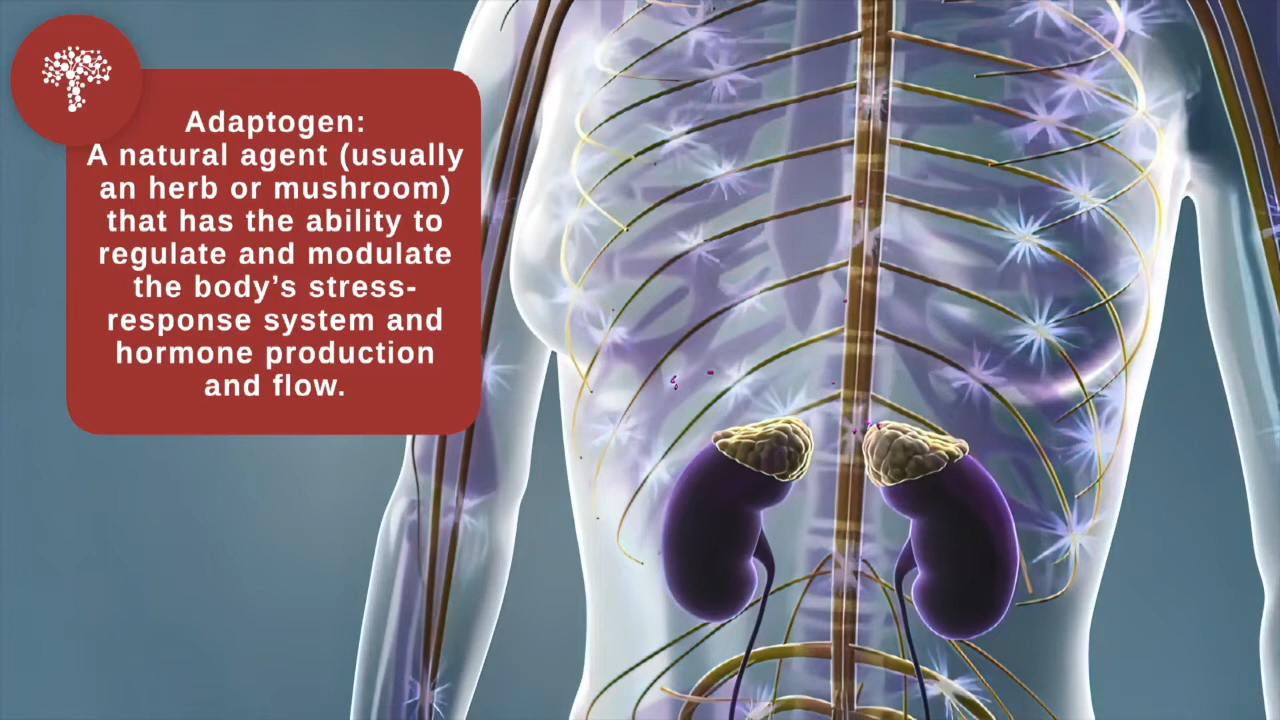 Adaptogen:
A natural agent (usually
an herb or mushroom)
that has the ability to
regulate and modulate
the body’s stress-
response system and
hormone production
and flow.